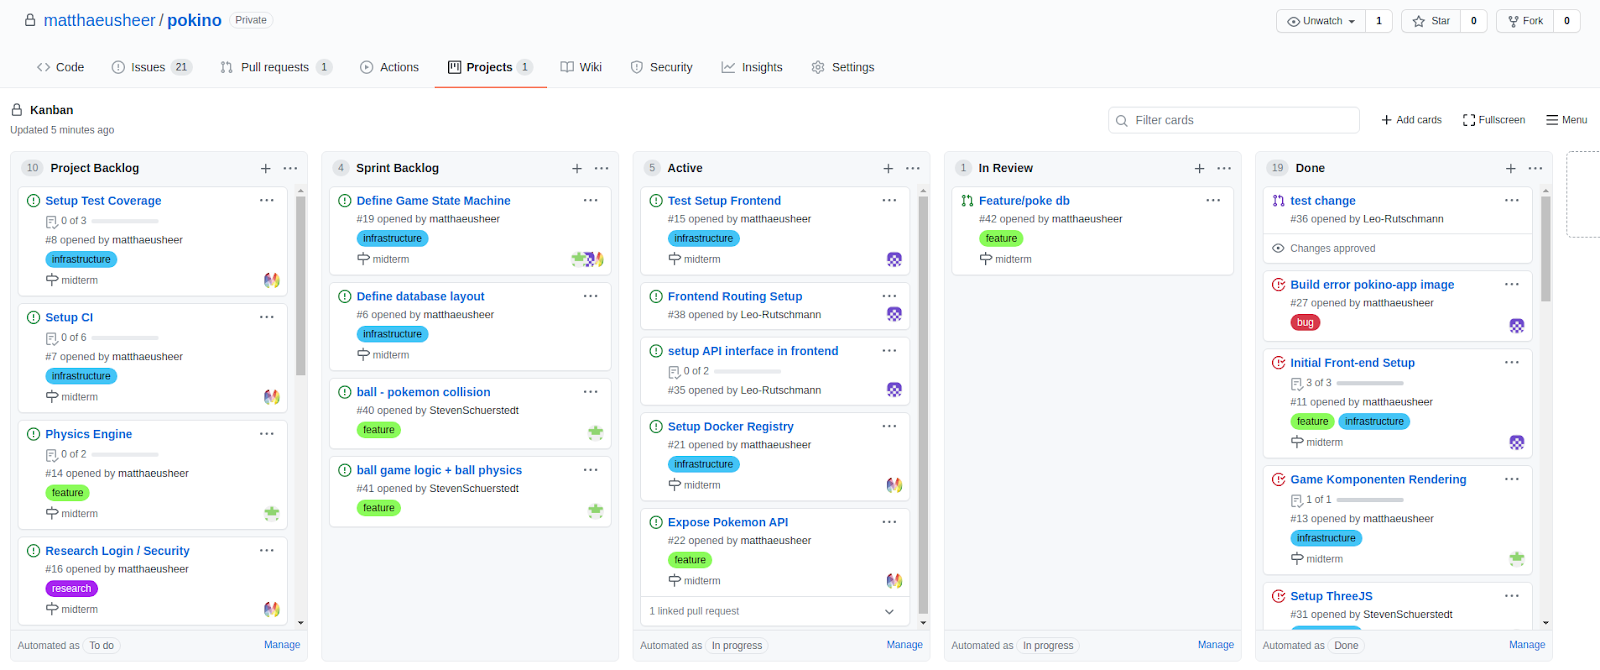 matthaeusheer / pokino Private
Unwatch 1 Star 0 Fork 0
Code Issues 21 Pull requests 1 Actions Projects 1 Wiki Security Insights Settings
Kanban
Updated 5 minutes ago
Filter cards
Add cards Fullscreen Menu
10 Project Backlog
Setup Test Coverage
0 of 3
#8 opened by matthaeusheer
infrastructure
midterm
Setup CI
0 of 6
#7 opened by matthaeusheer
infrastructure
midterm
Physics Engine
0 of 2
#14 opened by matthaeusheer
feature
midterm
Research Login / Security
#16 opened by matthaeusheer
research
midterm
Automated as To do Manage
4 Sprint Backlog
Define Game State Machine
#19 opened by matthaeusheer
infrastructure
midterm
Define database layout
#6 opened by matthaeusheer
infrastructure
midterm
ball - pokemon collision
#40 opened by StevenSchuerstedt
feature
ball game logic + ball physics
#41 opened by StevenSchuerstedt
feature
5 Active
Test Setup Frontend
#15 opened by matthaeusheer
infrastructure
midterm
Frontend Routing Setup
#38 opened by Leo-Rutschmann
setup API interface in frontend
0 of 2
#35 opened by Leo-Rutschmann
Setup Docker Registry
#21 opened by matthaeusheer
infrastructure
midterm
Expose Pokemon API
#22 opened by matthaeusheer
feature
midterm
1 linked pull request
Automated as In progress Manage
1 In Review
Feature/poke db
#42 opened by matthaeusheer
feature
midterm
Automated as In progress Manage
19 Done
test change
#36 opened by Leo-Rutschmann
Changes approved
Build error pokino-app image
#27 opened by matthaeusheer
bug
Initial Front-end Setup
3 of 3
#11 opened by matthaeusheer
feature infrastructure
midterm
Game Komponenten Rendering
1 of 1
#13 opened by matthaeusheer
infrastructure
midterm
Setup ThreeJS
#31 opened by StevenSchuerstedt
Automated as Done Manage